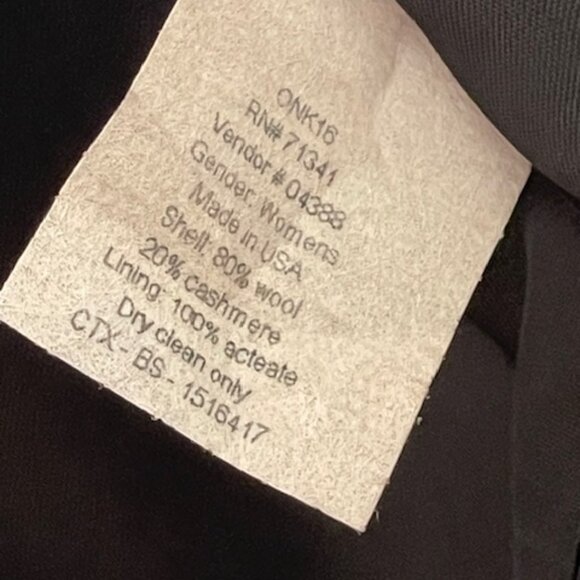 ONK16
RN# 71341
Vendor # 04388
Gender: Womens
Made in USA
Shell: 80% wool
20% cashmere
Lining: 100% acteate
Dry clean only
CTX - BS - 1516417